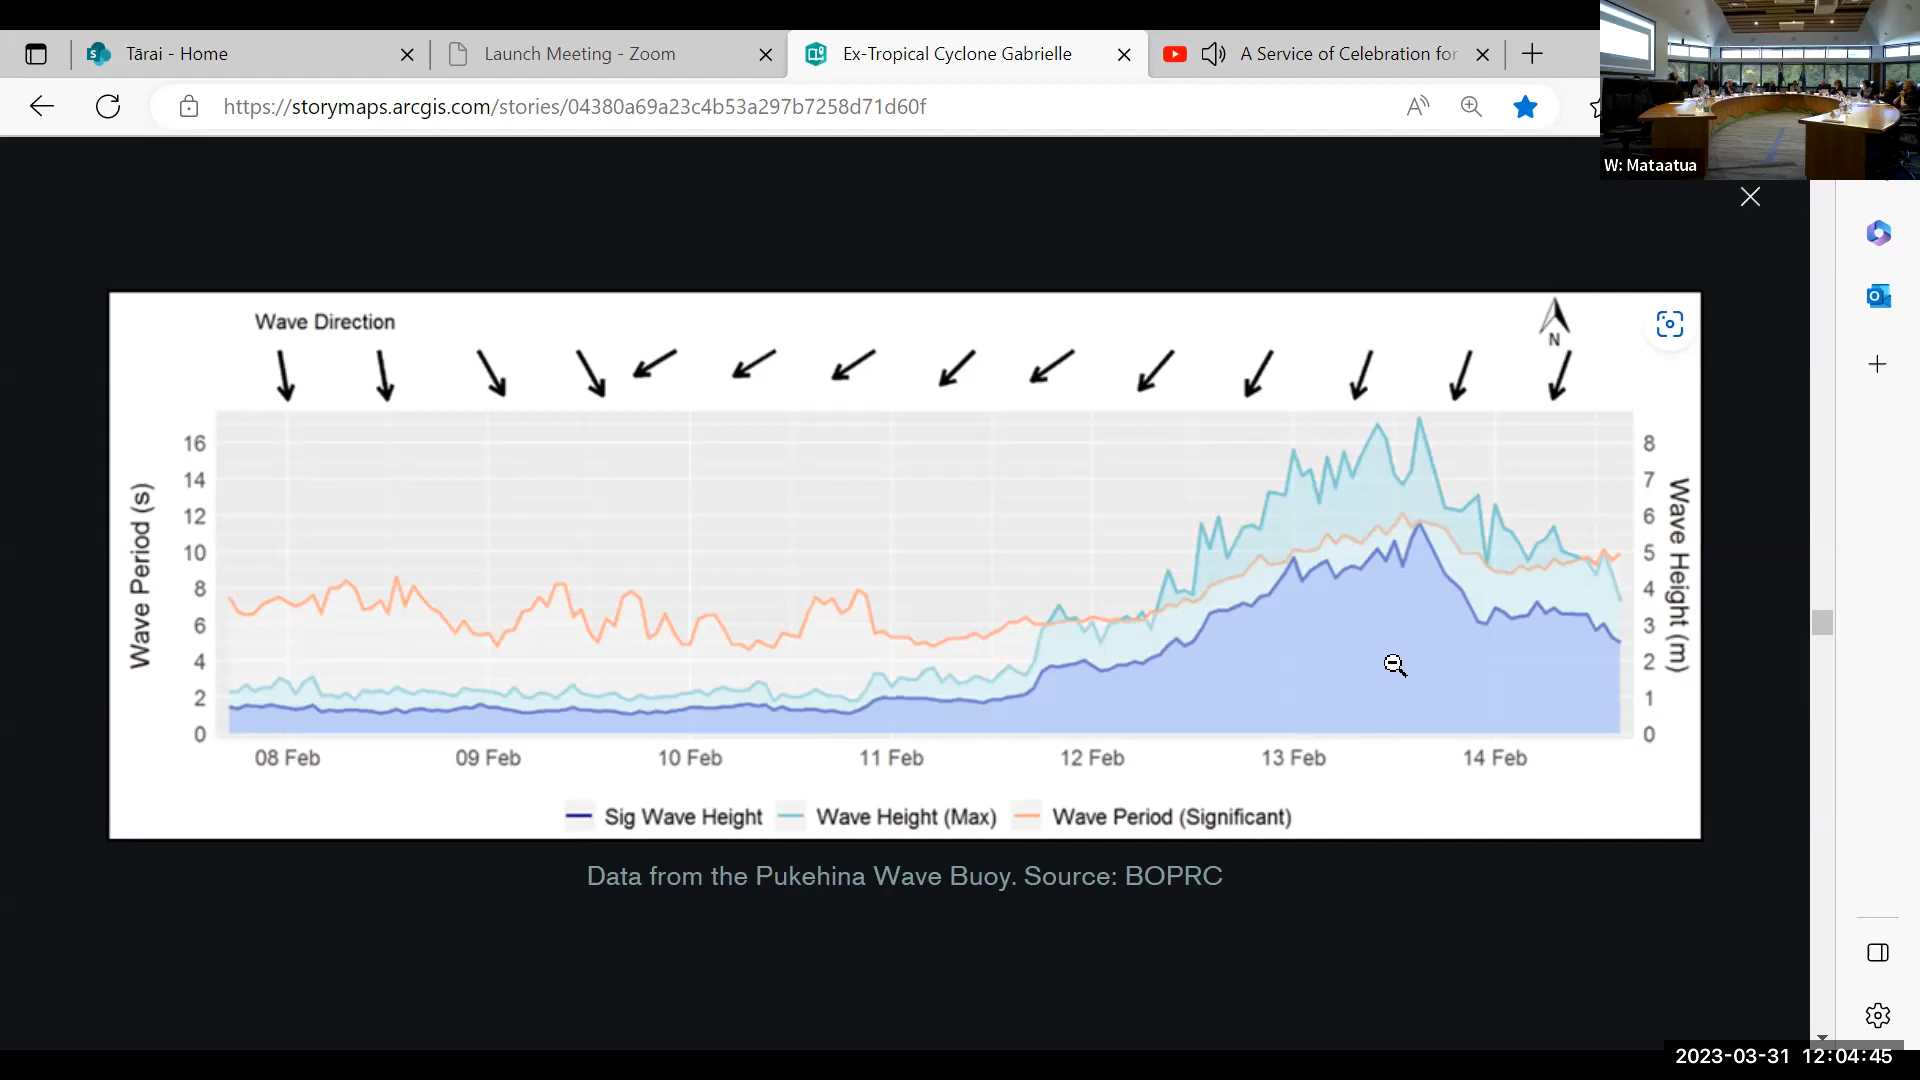 Tārai - Home
Launch Meeting - Zoom
Ex-Tropical Cyclone Gabrielle
A Service of Celebration for
https://storymaps.arcgis.com/stories/04380a69a23c4b53a297b7258d71d60f
W: Mataatua
Wave Direction
N
Wave Period (s)
16
14
12
10
8
6
4
2
0
8
7
6
5
4
3
2
1
0
Wave Height (m)
08 Feb 09 Feb 10 Feb 11 Feb 12 Feb 13 Feb 14 Feb
Sig Wave Height Wave Height (Max) Wave Period (Significant)
Data from the Pukehina Wave Buoy. Source: BOPRC
2023-03-31 12:04:45